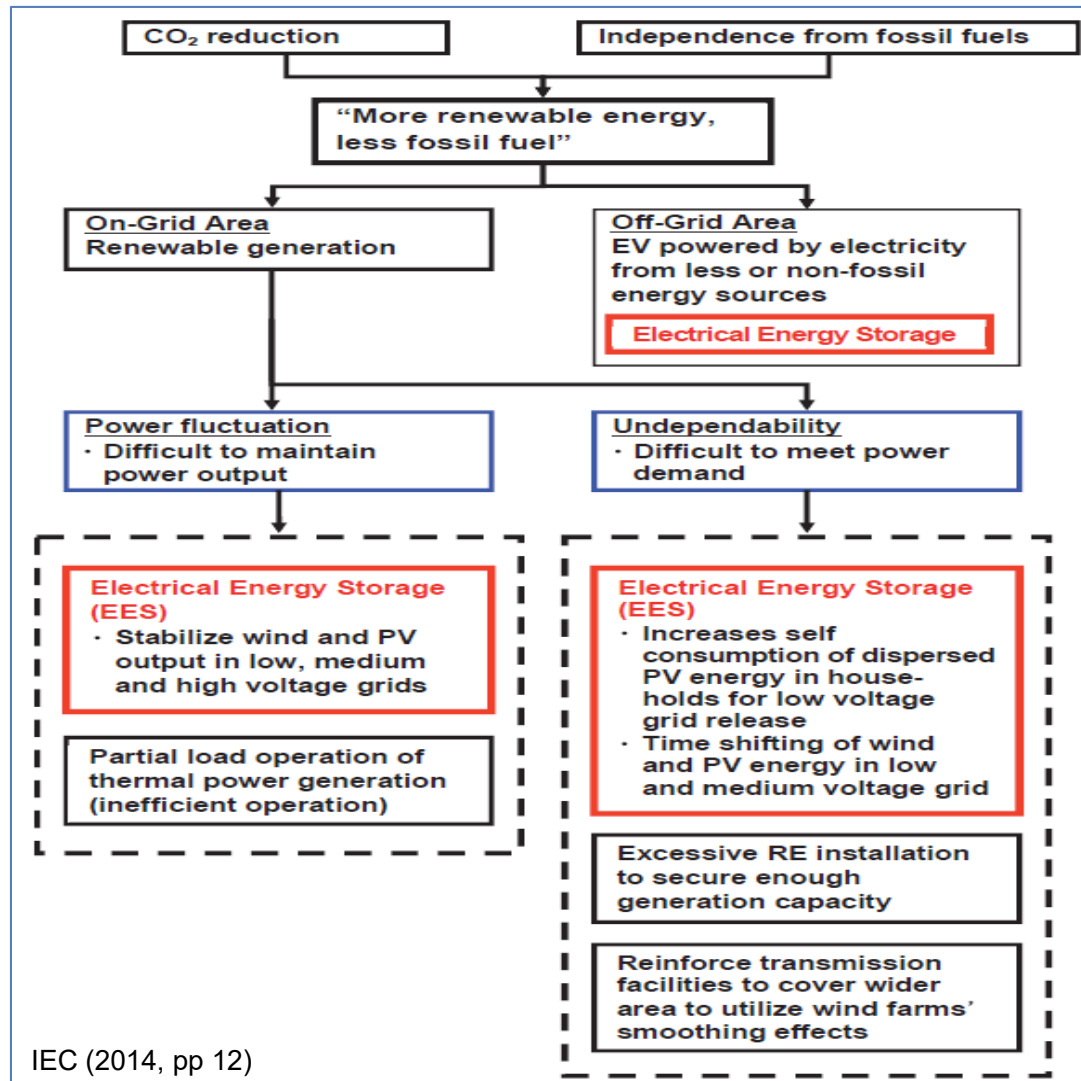 CO₂ reduction
Independence from fossil fuels
“More renewable energy,
less fossil fuel”
On-Grid Area
Renewable generation
Off-Grid Area
EV powered by electricity
from less or non-fossil
energy sources
Electrical Energy Storage
Power fluctuation
· Difficult to maintain
power output
Undependability
· Difficult to meet power
demand
Electrical Energy Storage
(EES)
· Stabilize wind and PV
output in low, medium
and high voltage grids
Partial load operation of
thermal power generation
(inefficient operation)
Electrical Energy Storage
(EES)
· Increases self
consumption of dispersed
PV energy in house-
holds for low voltage
grid release
· Time shifting of wind
and PV energy in low
and medium voltage grid
Excessive RE installation
to secure enough
generation capacity
Reinforce transmission
facilities to cover wider
area to utilize wind farms’
smoothing effects
IEC (2014, pp 12)